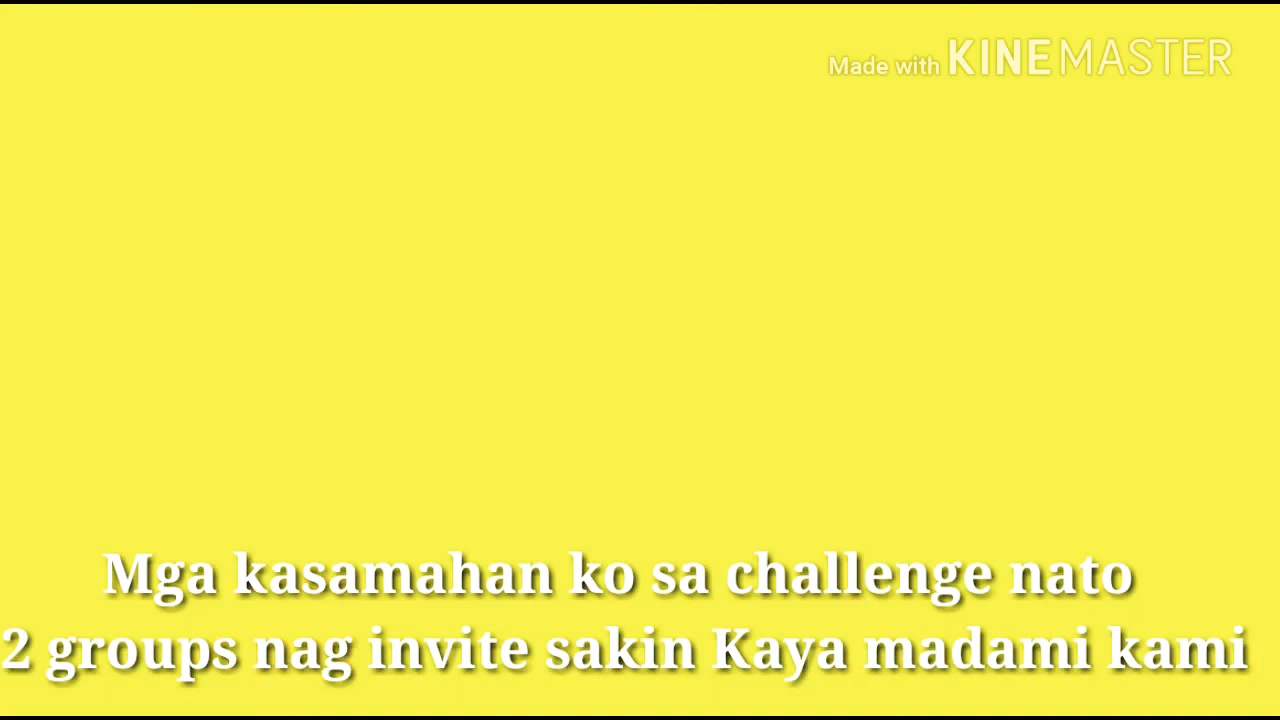 Made with KINEMASTER
Mga kasamahan ko sa challenge nato
2 groups nag invite sakin Kaya madami kami